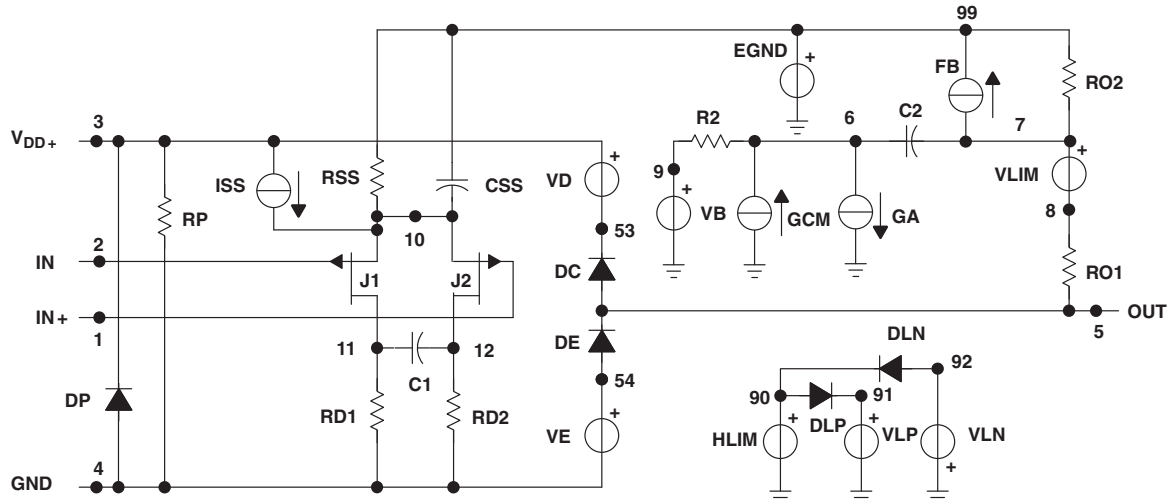 99
EGND
+
FB
RO2
VDD+
3
R2
6
C2
7
ISS
RSS
CSS
+
VD
9
+
VB
GCM
GA
+
VLIM
RP
10
53
8
IN
2
J1
J2
DC
RO1
IN+
1
OUT
5
11
12
C1
DE
DLN
92
DP
RD1
RD2
54
90
91
DLP
+
VE
HLIM
+
VLP
+
VLN
+
GND
4